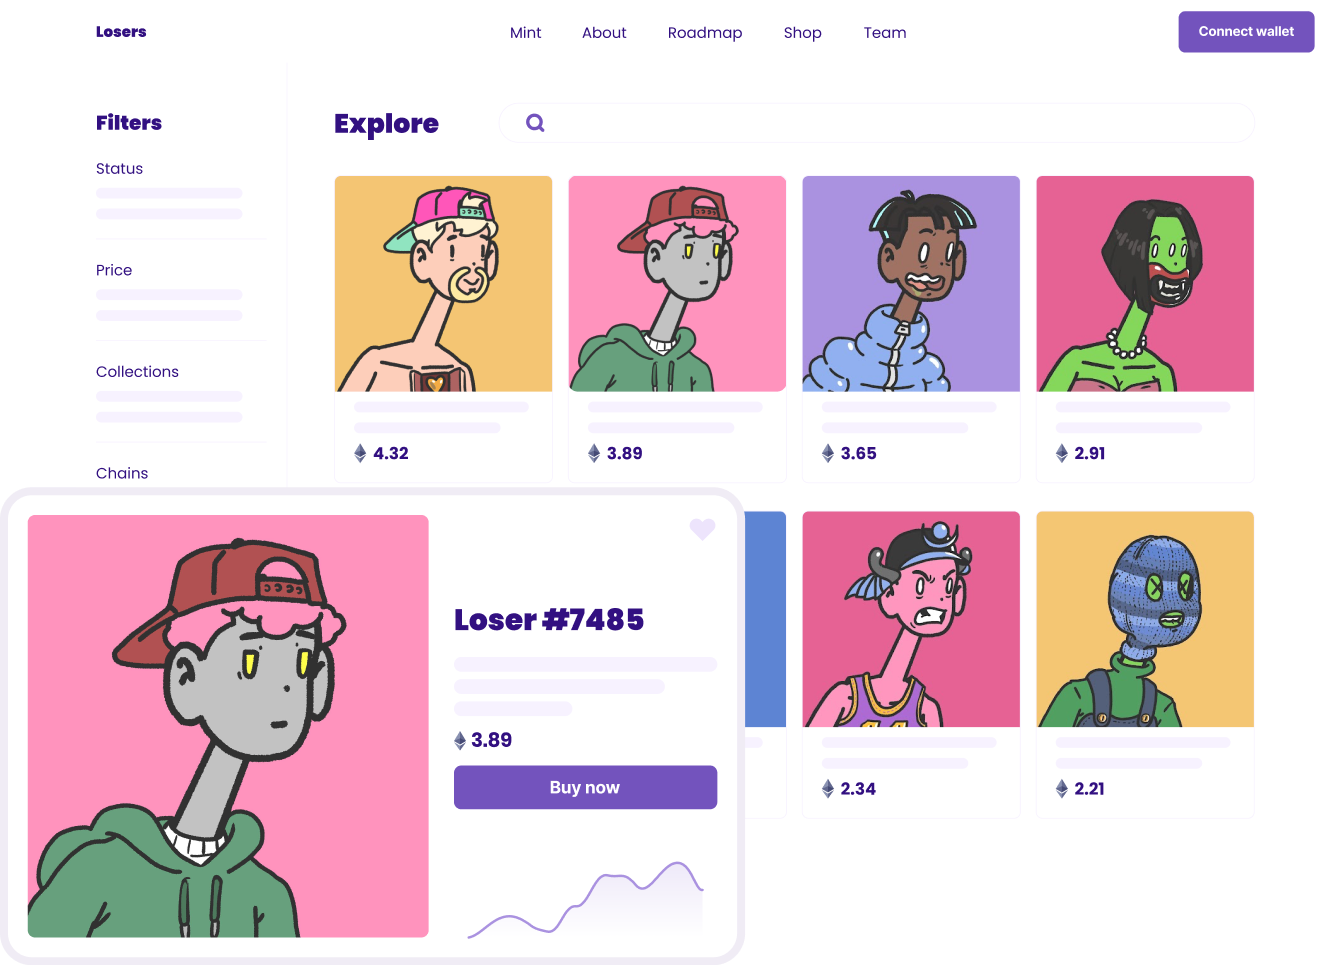 Losers
Mint About Roadmap Shop Team
Connect wallet
Filters
Status
Price
Collections
Chains
Explore
4.32
3.89
3.65
2.91
Loser #7485
3.89
Buy now
2.34
2.21